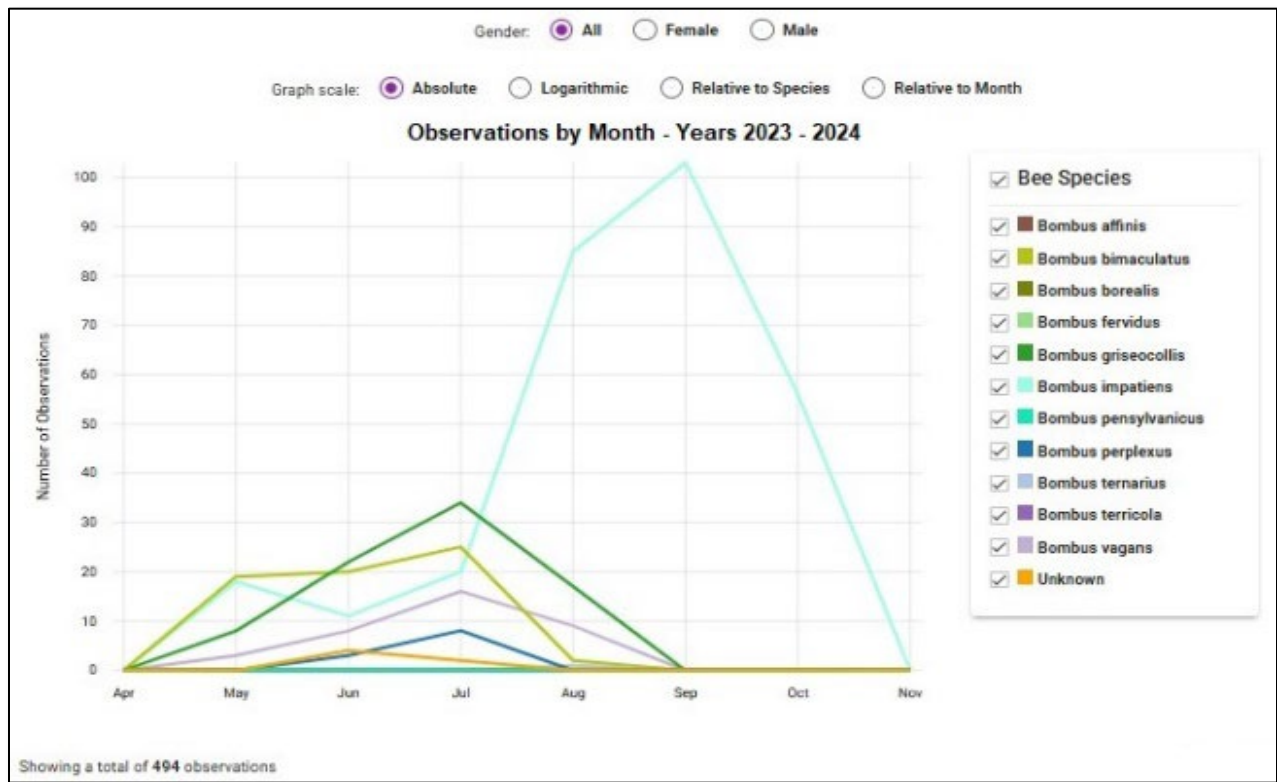 Gender: All Female Male
Graph scale: Absolute Logarithmic Relative to Species Relative to Month
Observations by Month - Years 2023 - 2024
Number of Observations
100
90
80
70
60
50
40
30
20
10
0
Apr May Jun Jul Aug Sep Oct Nov
Bee Species
Bombus affinis
Bombus bimaculatus
Bombus borealis
Bombus fervidus
Bombus griseocollis
Bombus impatiens
Bombus pensylvanicus
Bombus perplexus
Bombus ternarius
Bombus terricola
Bombus vagans
Unknown
Showing a total of 494 observations